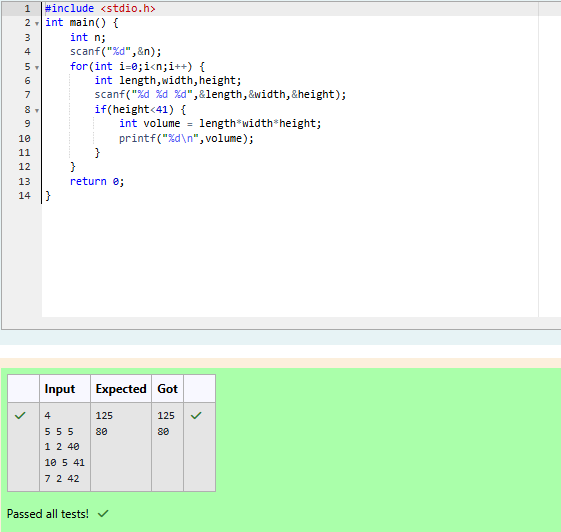 1 #include <stdio.h>
2 int main() {
3     int n;
4     scanf("%d",&n);
5     for(int i=0;i<n;i++) {
6         int length,width,height;
7         scanf("%d %d %d",&length,&width,&height);
8         if(height<41) {
9             int volume = length*width*height;
10             printf("%d\n",volume);
11         }
12     }
13     return 0;
14 }
Input Expected Got
4 125 125
5 5 5 80 80
1 2 40
10 5 41
7 2 42
Passed all tests!